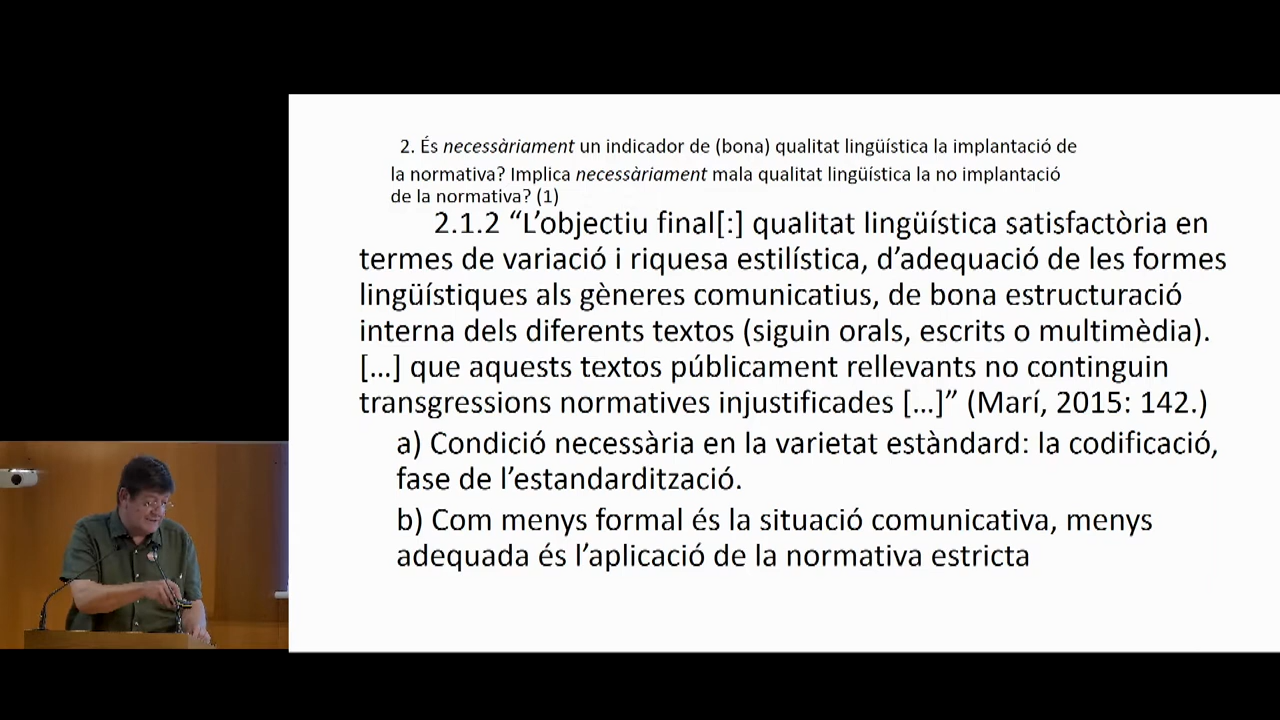 2. És necessàriament un indicador de (bona) qualitat lingüística la implantació de
la normativa? Implica necessàriament mala qualitat lingüística la no implantació
de la normativa? (1)
2.1.2 “L’objectiu final[:] qualitat lingüística satisfactòria en
termes de variació i riquesa estilística, d’adequació de les formes
lingüístiques als gèneres comunicatius, de bona estructuració
interna dels diferents textos (siguin orals, escrits o multimèdia).
[…] que aquests textos públicament rellevants no continguin
transgressions normatives injustificades […]” (Marí, 2015: 142.)
a) Condició necessària en la varietat estàndard: la codificació,
fase de l’estandardització.
b) Com menys formal és la situació comunicativa, menys
adequada és l’aplicació de la normativa estricta